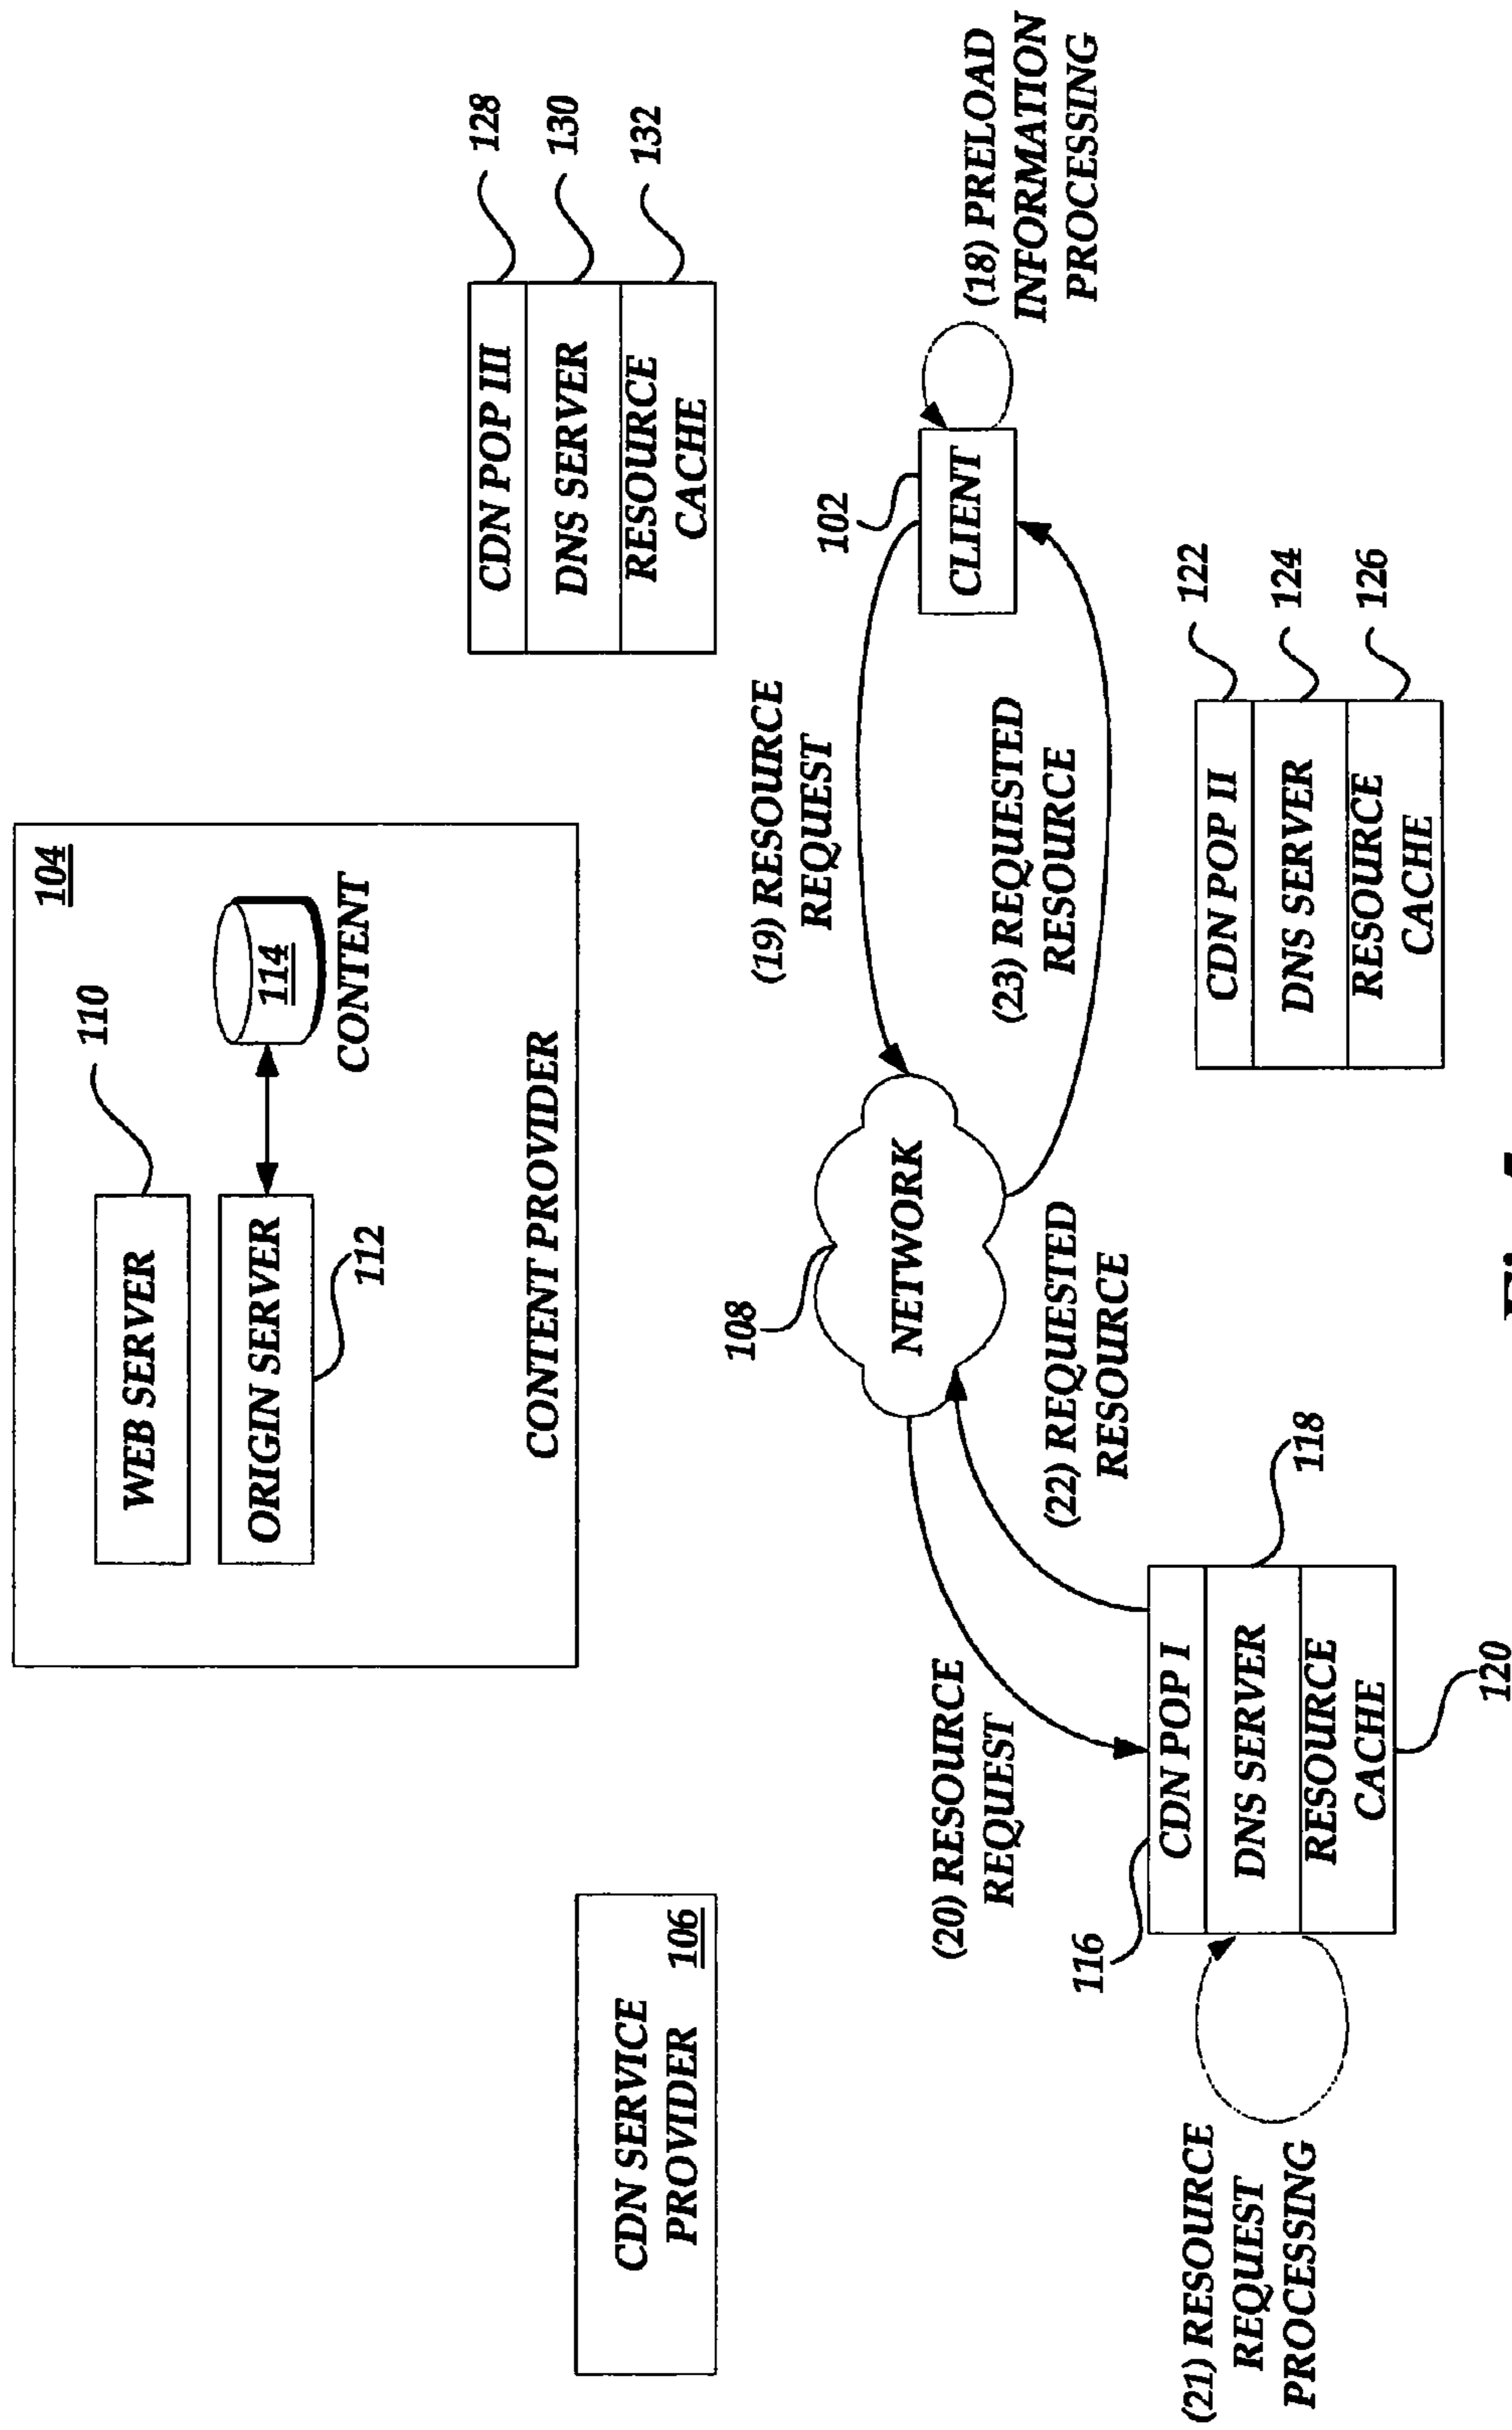 104
WEB SERVER
110
ORIGIN SERVER
112
114
CONTENT
CONTENT PROVIDER
CDN SERVICE
PROVIDER
106
CDN POP III
DNS SERVER
RESOURCE
CACHE
128
130
132
108
NETWORK
(19) RESOURCE
REQUEST
102
CLIENT
(18) PRELOAD
INFORMATION
PROCESSING
(23) REQUESTED
RESOURCE
(20) RESOURCE
REQUEST
(22) REQUESTED
RESOURCE
116
CDN POP I
DNS SERVER
RESOURCE
CACHE
118
120
(21) RESOURCE
REQUEST
PROCESSING
CDN POP II
DNS SERVER
RESOURCE
CACHE
122
124
126